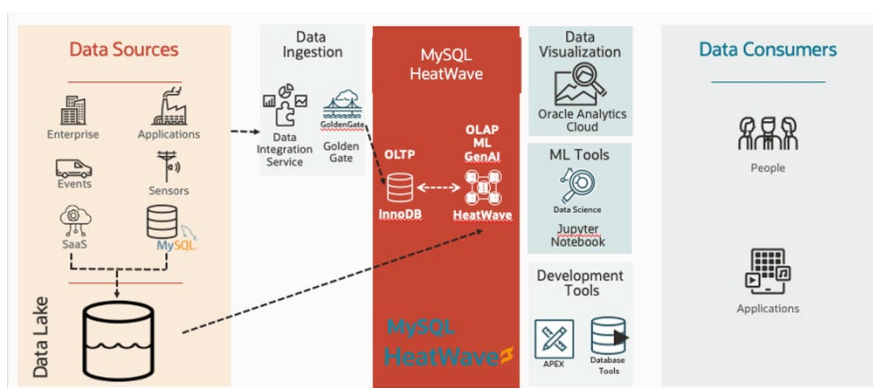 Data Sources
Enterprise
Applications
Events
Sensors
SaaS
MySQL
Data Lake
Data
Ingestion
Data
Integration
Service
GoldenGate
Golden
Gate
MySQL
HeatWave
OLTP
InnoDB
OLAP
ML
GenAI
HeatWave
MySQL
HeatWave
Data
Visualization
Oracle Analytics
Cloud
ML Tools
Data Science
Jupyter
Notebook
Development
Tools
APEX
Database
Tools
Data Consumers
People
Applications